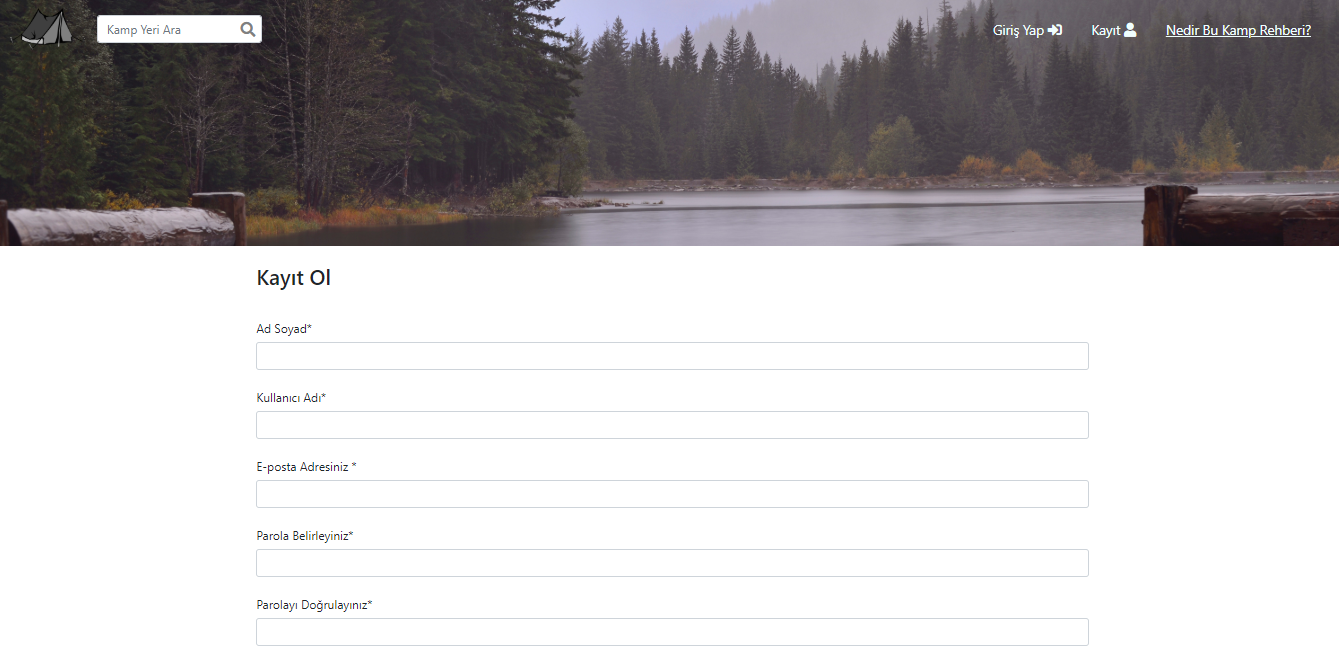 Kamp Yeri Ara
Giriş Yap
Kayıt
Nedir Bu Kamp Rehberi?
Kayıt Ol
Ad Soyad*
Kullanıcı Adı*
E-posta Adresiniz *
Parola Belirleyiniz*
Parolayı Doğrulayınız*